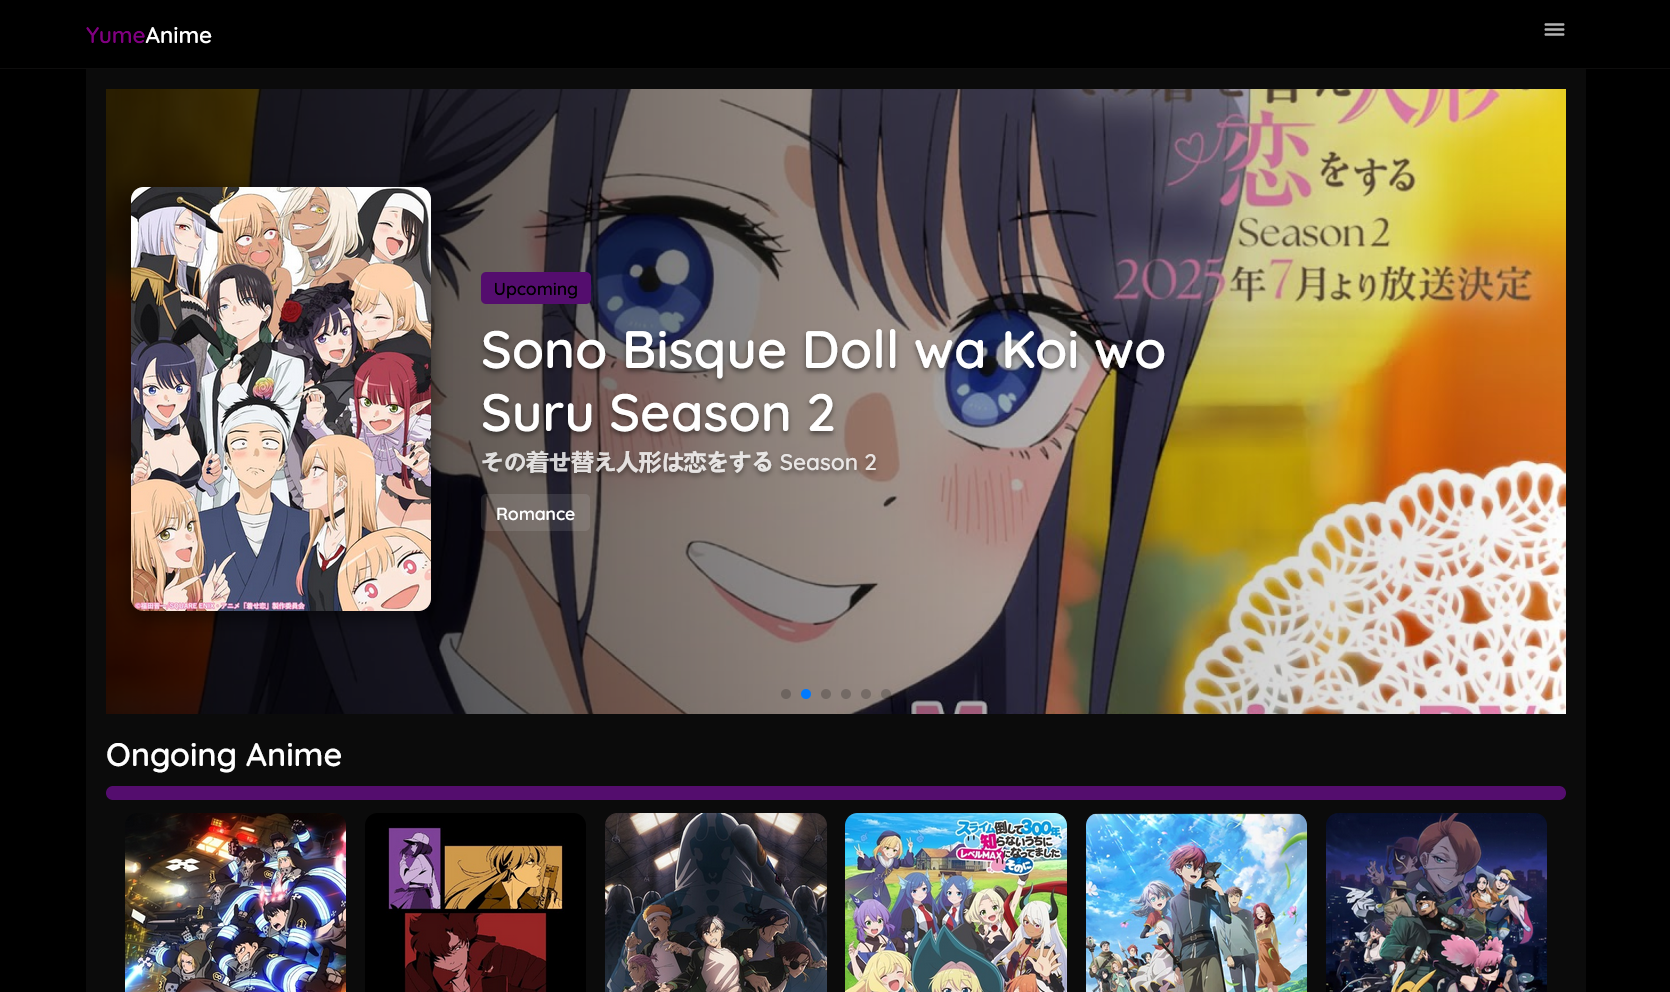 YumeAnime
人形
恋をする
Season2
2025年7月より放送決定
Upcoming
Sono Bisque Doll wa Koi wo
Suru Season 2
その着せ替え人形は恋をする Season 2
Romance
Ongoing Anime
スライム倒して300年、
知らないうちに
レベルMAXになってました
そのに